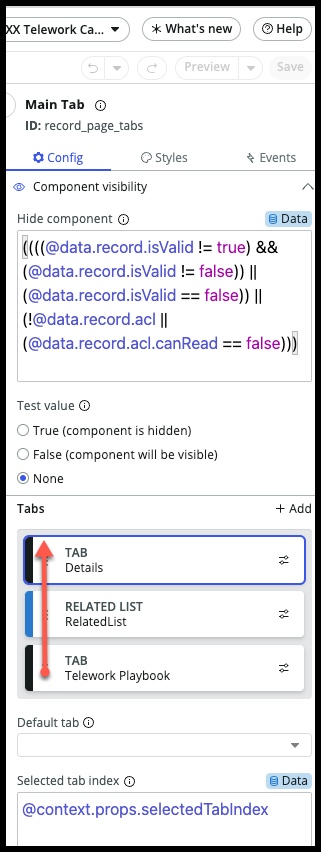 XX Telework Ca...
What's new
Help
Preview
Save
Main Tab
ID: record_page_tabs
Config
Styles
Events
Component visibility
Hide component
Data
((((@data.record.isValid != true) &&
(@data.record.isValid != false)) ||
(@data.record.isValid == false)) ||
(!@data.record.acl ||
(@data.record.acl.canRead == false)))
Test value
True (component is hidden)
False (component will be visible)
None
Tabs
+ Add
TAB
Details
RELATED LIST
RelatedList
TAB
Telework Playbook
Default tab
Selected tab index
Data
@context.props.selectedTabIndex